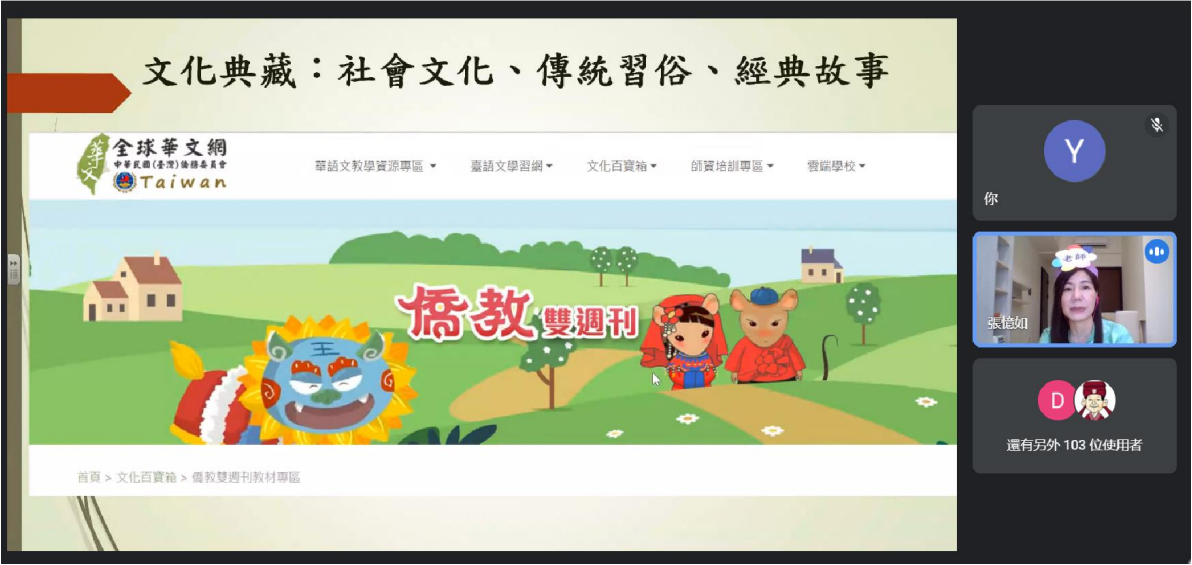 文化典藏：社會文化、傳統習俗、經典故事
華文
全球華文網
中華民國(臺灣)僑務委員會
Taiwan
華語文教學資源專區
臺語文學習網
文化百寶箱
師資培訓專區
雲端學校
僑教雙週刊
王
首頁 > 文化百寶箱 > 僑教雙週刊教材專區
Y
你
老師
張憶如
D
還有另外 103 位使用者